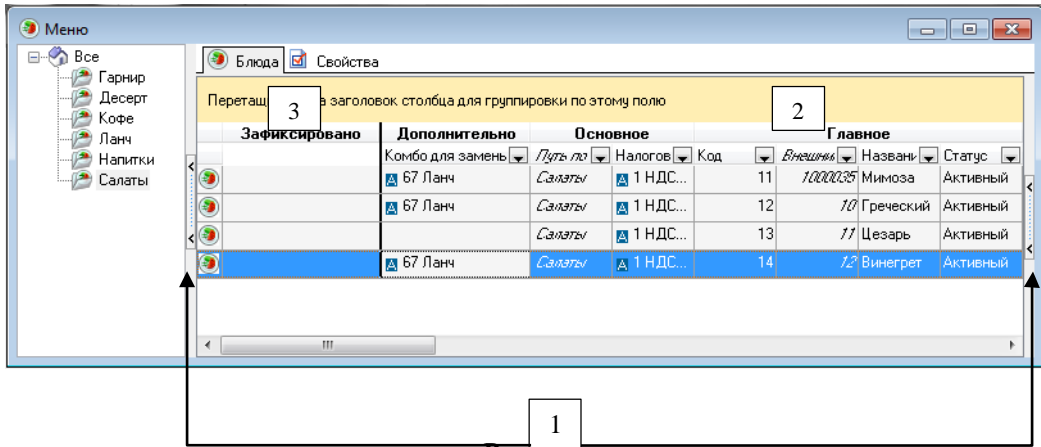 Меню
Все
Гарнир
Десерт
Кофе
Ланч
Напитки
Салаты
Блюда Свойства
Перетащ 3 а заголовок столбца для группировки по этому полю 2
Зафиксировано Дополнительно Основное Главное
Комбо для замень Путь по Налогов Код Внешни Названи Статус
67 Ланч Салаты 1 НДС... 11 1000035 Мимоза Активный
67 Ланч Салаты 1 НДС... 12 10 Греческий Активный
Салаты 1 НДС... 13 11 Цезарь Активный
67 Ланч Салаты 1 НДС... 14 12 Винегрет Активный
1